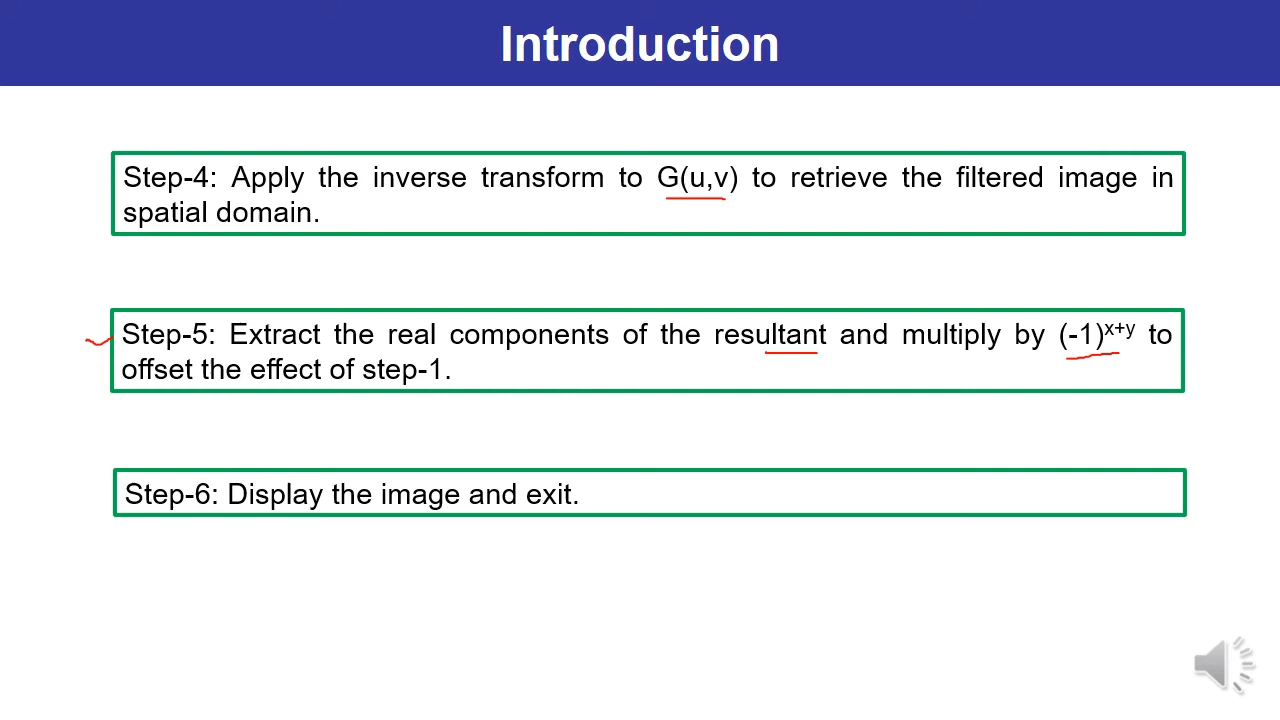 Introduction
Step-4: Apply the inverse transform to G(u,v) to retrieve the filtered image in
spatial domain.
Step-5: Extract the real components of the resultant and multiply by (-1)^x+y to
offset the effect of step-1.
Step-6: Display the image and exit.